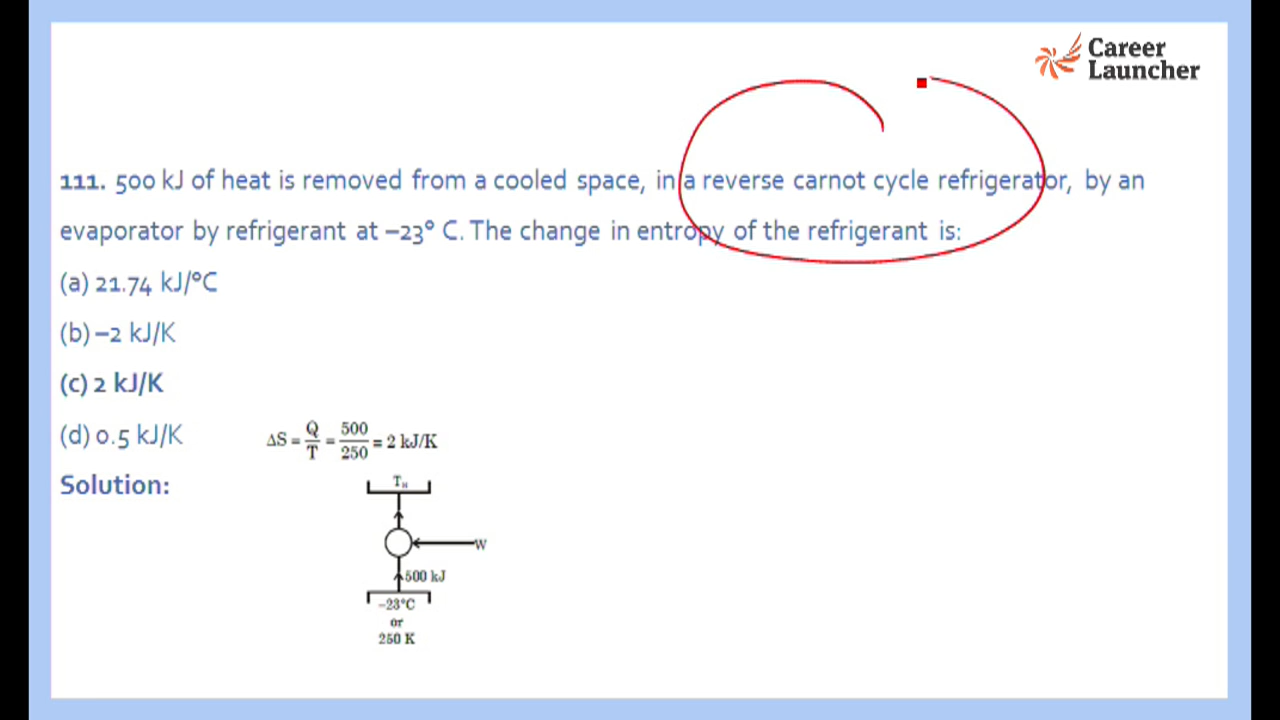 Career
Launcher
111. 500 kJ of heat is removed from a cooled space, in a reverse carnot cycle refrigerator, by an
evaporator by refrigerant at –23° C. The change in entropy of the refrigerant is:
(a) 21.74 kJ/°C
(b) –2 kJ/K
(c) 2 kJ/K
(d) 0.5 kJ/K
ΔS = Q/T = 500/250 = 2 kJ/K
Solution:
T_H
W
500 kJ
–23°C
or
250 K